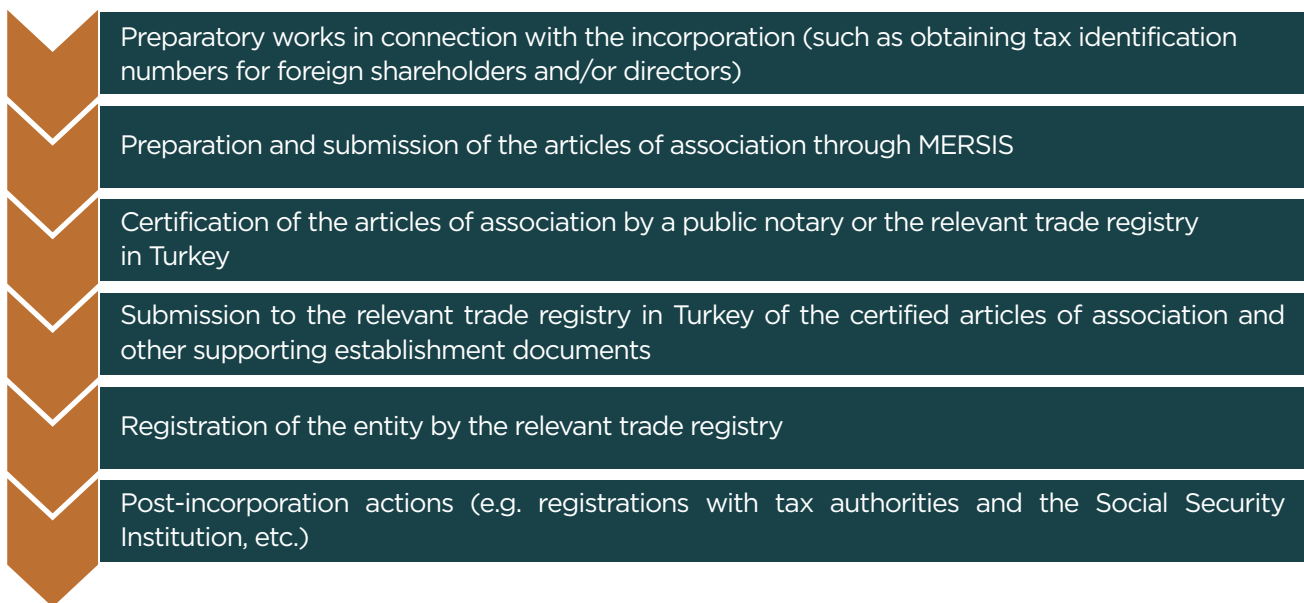 Preparatory works in connection with the incorporation (such as obtaining tax identification
numbers for foreign shareholders and/or directors)
Preparation and submission of the articles of association through MERSIS
Certification of the articles of association by a public notary or the relevant trade registry
in Turkey
Submission to the relevant trade registry in Turkey of the certified articles of association and
other supporting establishment documents
Registration of the entity by the relevant trade registry
Post-incorporation actions (e.g. registrations with tax authorities and the Social Security
Institution, etc.)